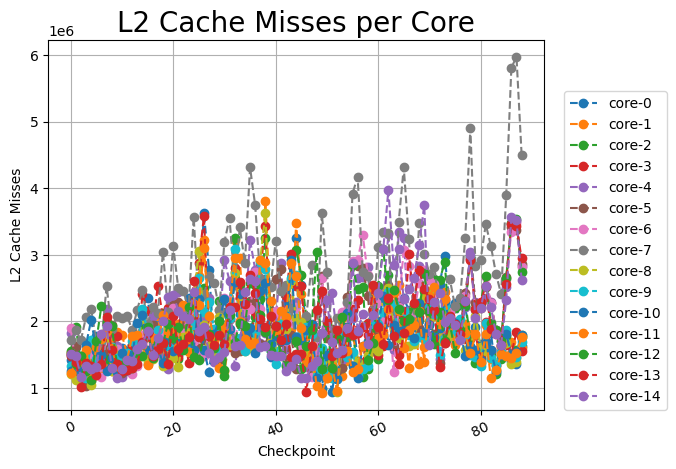 L2 Cache Misses per Core
1e6
6
5
4
3
2
1
L2 Cache Misses
0
20
40
60
80
Checkpoint
core-0
core-1
core-2
core-3
core-4
core-5
core-6
core-7
core-8
core-9
core-10
core-11
core-12
core-13
core-14